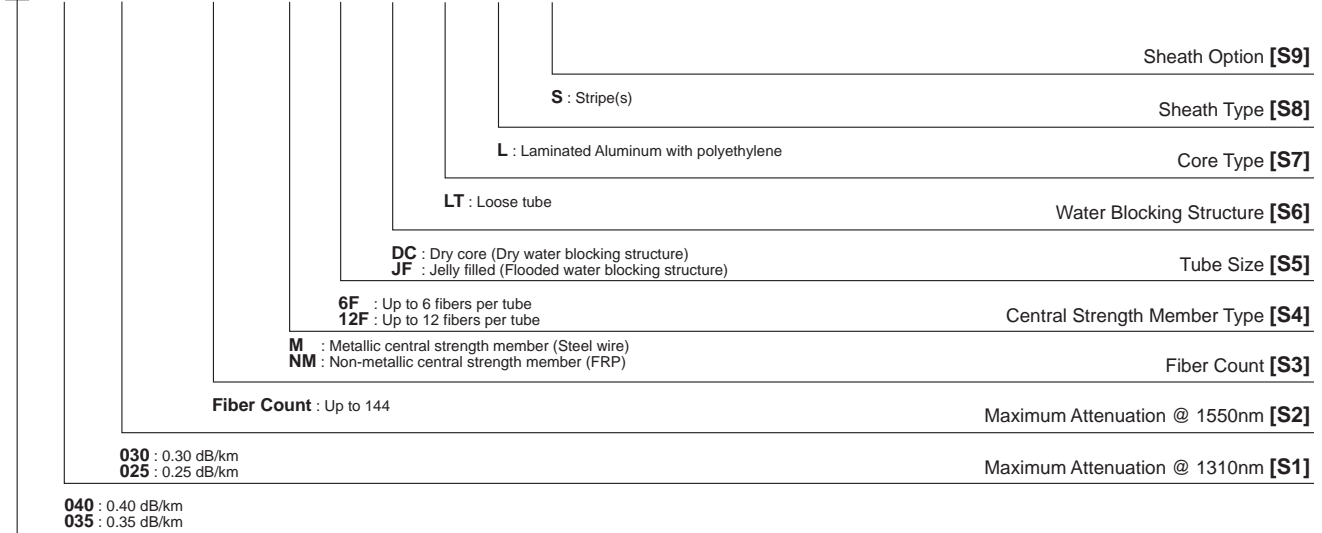 Sheath Option [S9]
S : Stripe(s)
Sheath Type [S8]
L : Laminated Aluminum with polyethylene
Core Type [S7]
LT : Loose tube
Water Blocking Structure [S6]
DC : Dry core (Dry water blocking structure)
JF : Jelly filled (Flooded water blocking structure)
Tube Size [S5]
6F : Up to 6 fibers per tube
12F : Up to 12 fibers per tube
Central Strength Member Type [S4]
M : Metallic central strength member (Steel wire)
NM : Non-metallic central strength member (FRP)
Fiber Count [S3]
Fiber Count : Up to 144
Maximum Attenuation @ 1550nm [S2]
030 : 0.30 dB/km
025 : 0.25 dB/km
Maximum Attenuation @ 1310nm [S1]
040 : 0.40 dB/km
035 : 0.35 dB/km